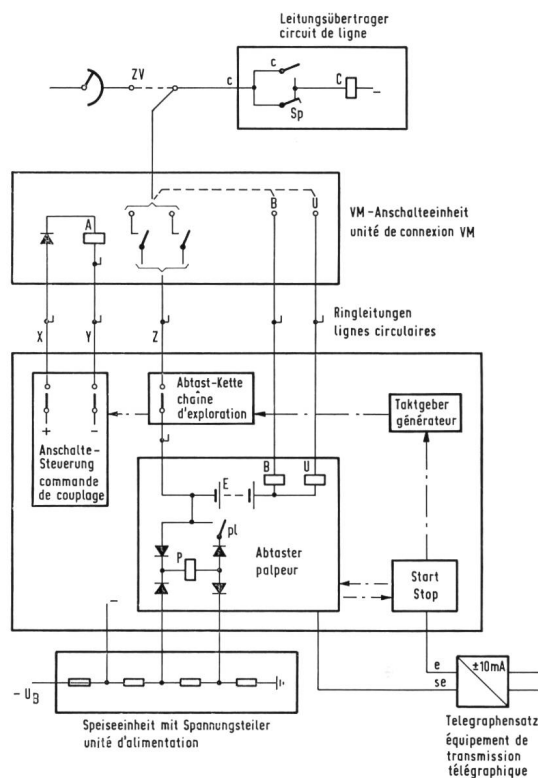 Leitungsübertrager
circuit de ligne
ZV
c
c
C
Sp
A
B
U
VM-Anschalteeinheit
unité de connexion VM
Ringleitungen
lignes circulaires
X
Y
Z
Abtast-Kette
chaîne
d'exploration
Taktgeber
générateur
+
-
Anschalte-
Steuerung
commande
de couplage
B
U
E
pl
P
Abtaster
palpeur
Start
Stop
-
-U_B
e
se
±10mA
Speiseeinheit mit Spannungsteiler
unité d'alimentation
Telegraphensatz
équipement de
transmission
télégraphique